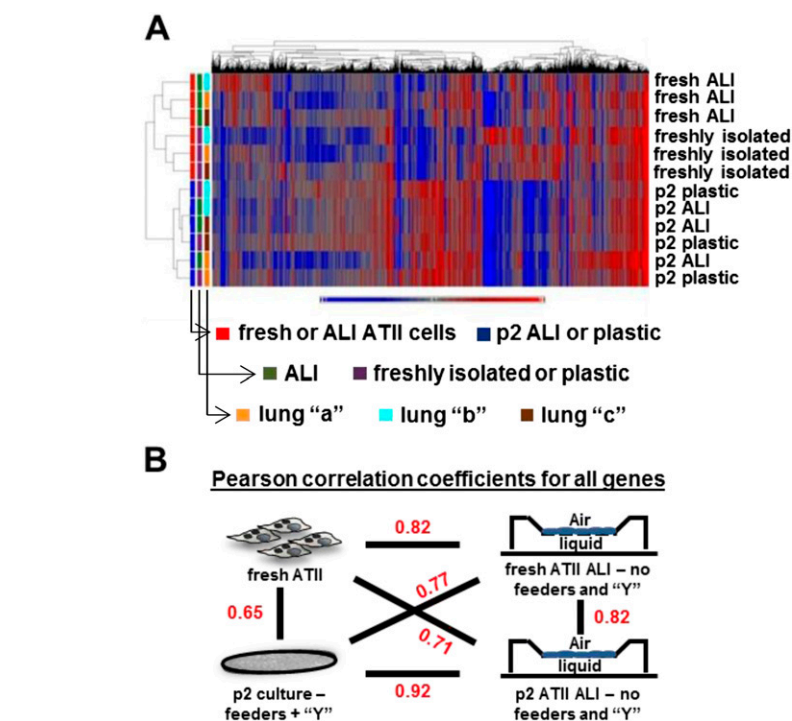 A
fresh ALI
fresh ALI
fresh ALI
freshly isolated
freshly isolated
freshly isolated
p2 plastic
p2 ALI
p2 ALI
p2 plastic
p2 ALI
p2 plastic
fresh or ALI ATII cells p2 ALI or plastic
ALI freshly isolated or plastic
lung “a” lung “b” lung “c”
B
Pearson correlation coefficients for all genes
0.82
Air
liquid
fresh ATII
fresh ATII ALI – no
feeders and “Y”
0.77
0.65
0.82
0.71
Air
liquid
0.92
p2 culture –
feeders + “Y”
p2 ATII ALI – no
feeders and “Y”